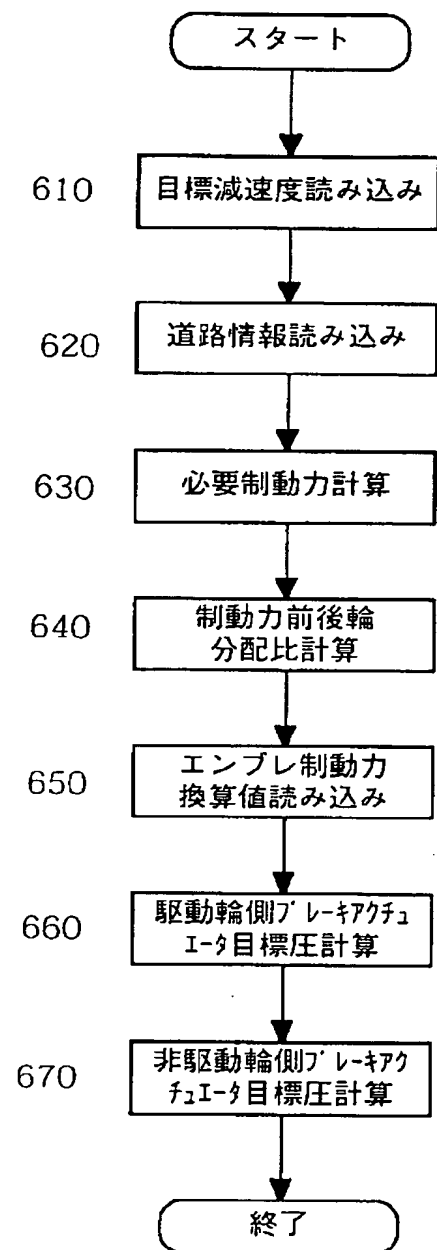 スタート
610
目標減速度読み込み
620
道路情報読み込み
630
必要制動力計算
640
制動力前後輪
分配比計算
650
エンブレ制動力
換算値読み込み
660
駆動輪側ブレーキアクチュ
エータ目標圧計算
670
非駆動輪側ブレーキアク
チュエータ目標圧計算
終了